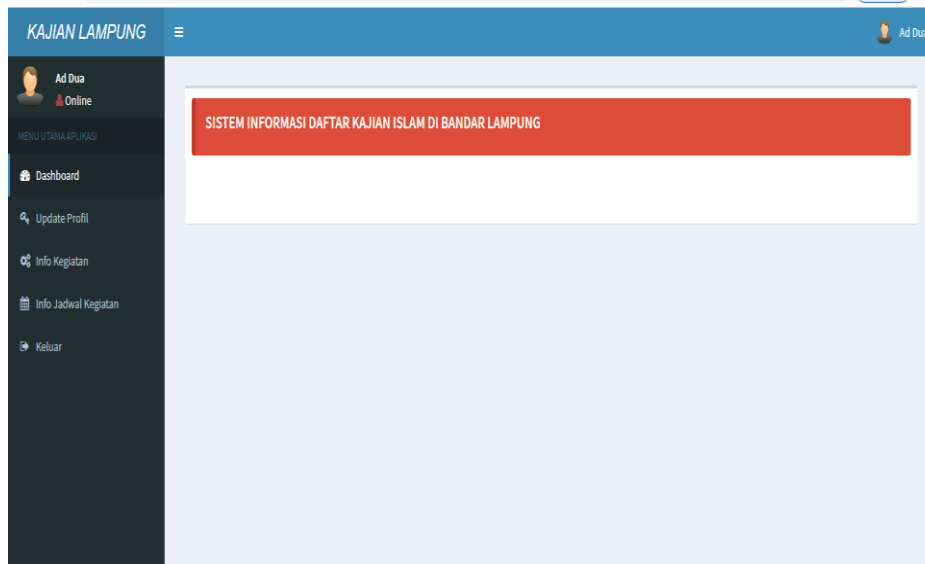 KAJIAN LAMPUNG
Ad Dua
Ad Dua
Online
MENU UTAMA APLIKASI
SISTEM INFORMASI DAFTAR KAJIAN ISLAM DI BANDAR LAMPUNG
Dashboard
Update Profil
Info Kegiatan
Info Jadwal Kegiatan
Keluar